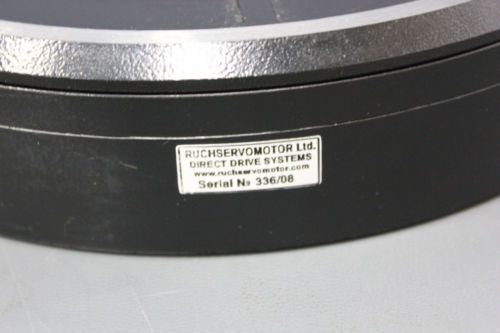 RUCHSERVOMOTOR Ltd.
DIRECT DRIVE SYSTEMS
www.ruchservomotor.com
Serial № 336/08